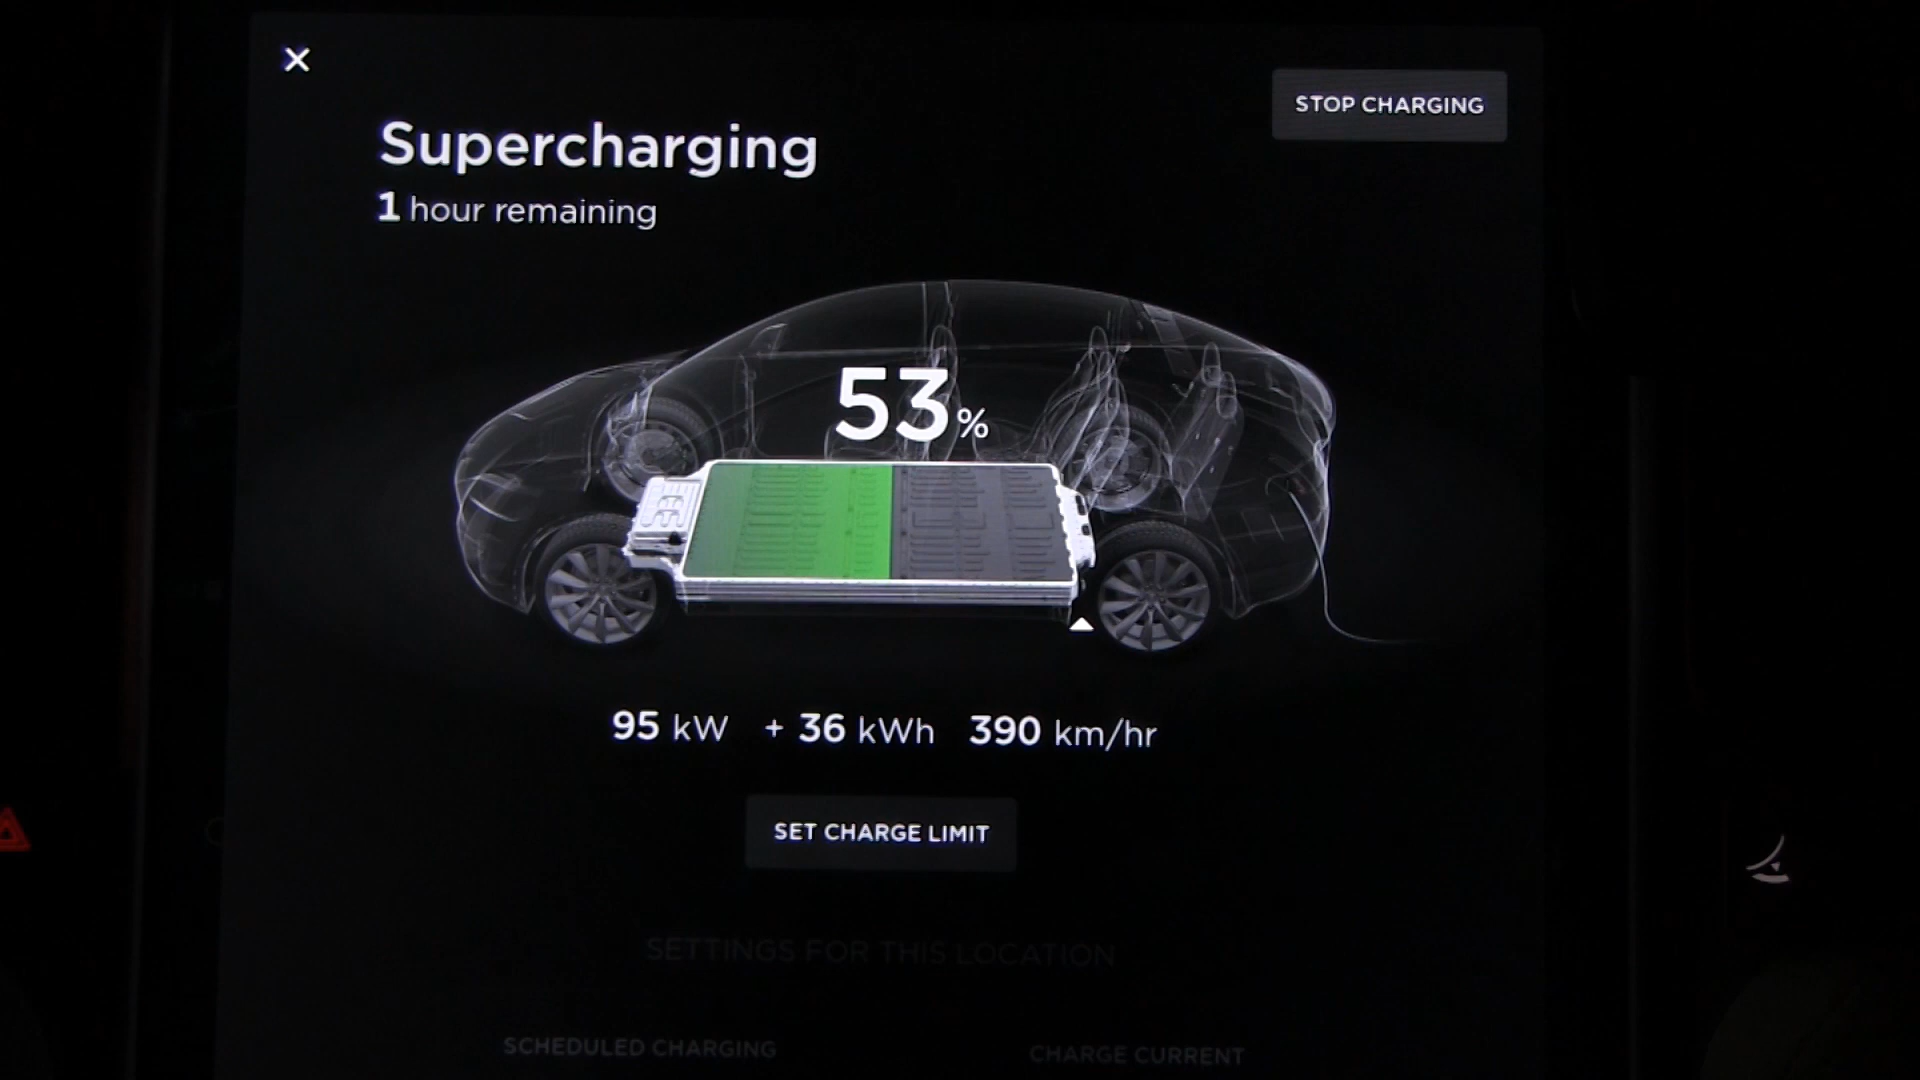 Supercharging
STOP CHARGING
1 hour remaining
53%
95 kW + 36 kWh 390 km/hr
SET CHARGE LIMIT
SETTINGS FOR THIS LOCATION
SCHEDULED CHARGING
CHARGE CURRENT